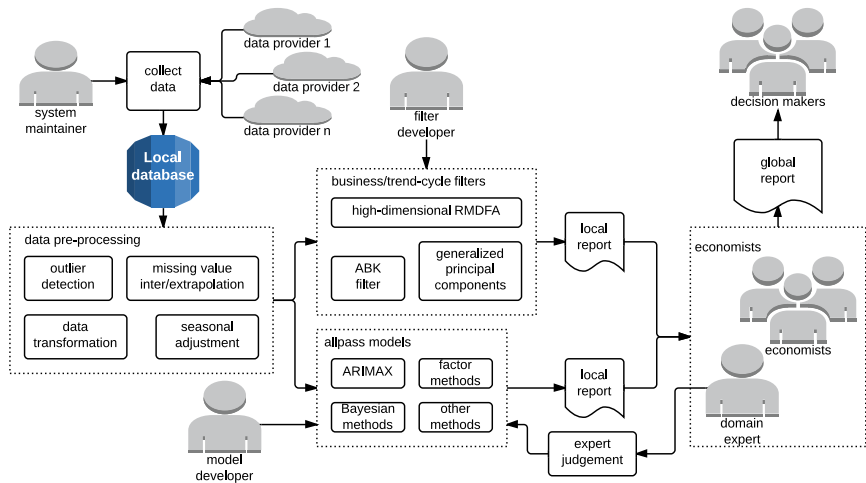 system
maintainer
collect
data
data provider 1
data provider 2
data provider n
filter
developer
decision makers
global
report
Local
database
data pre-processing
outlier
detection
missing value
inter/extrapolation
data
transformation
seasonal
adjustment
business/trend-cycle filters
high-dimensional RMDFA
ABK
filter
generalized
principal
components
local
report
allpass models
ARIMAX
factor
methods
Bayesian
methods
other
methods
local
report
model
developer
expert
judgement
economists
economists
domain
expert